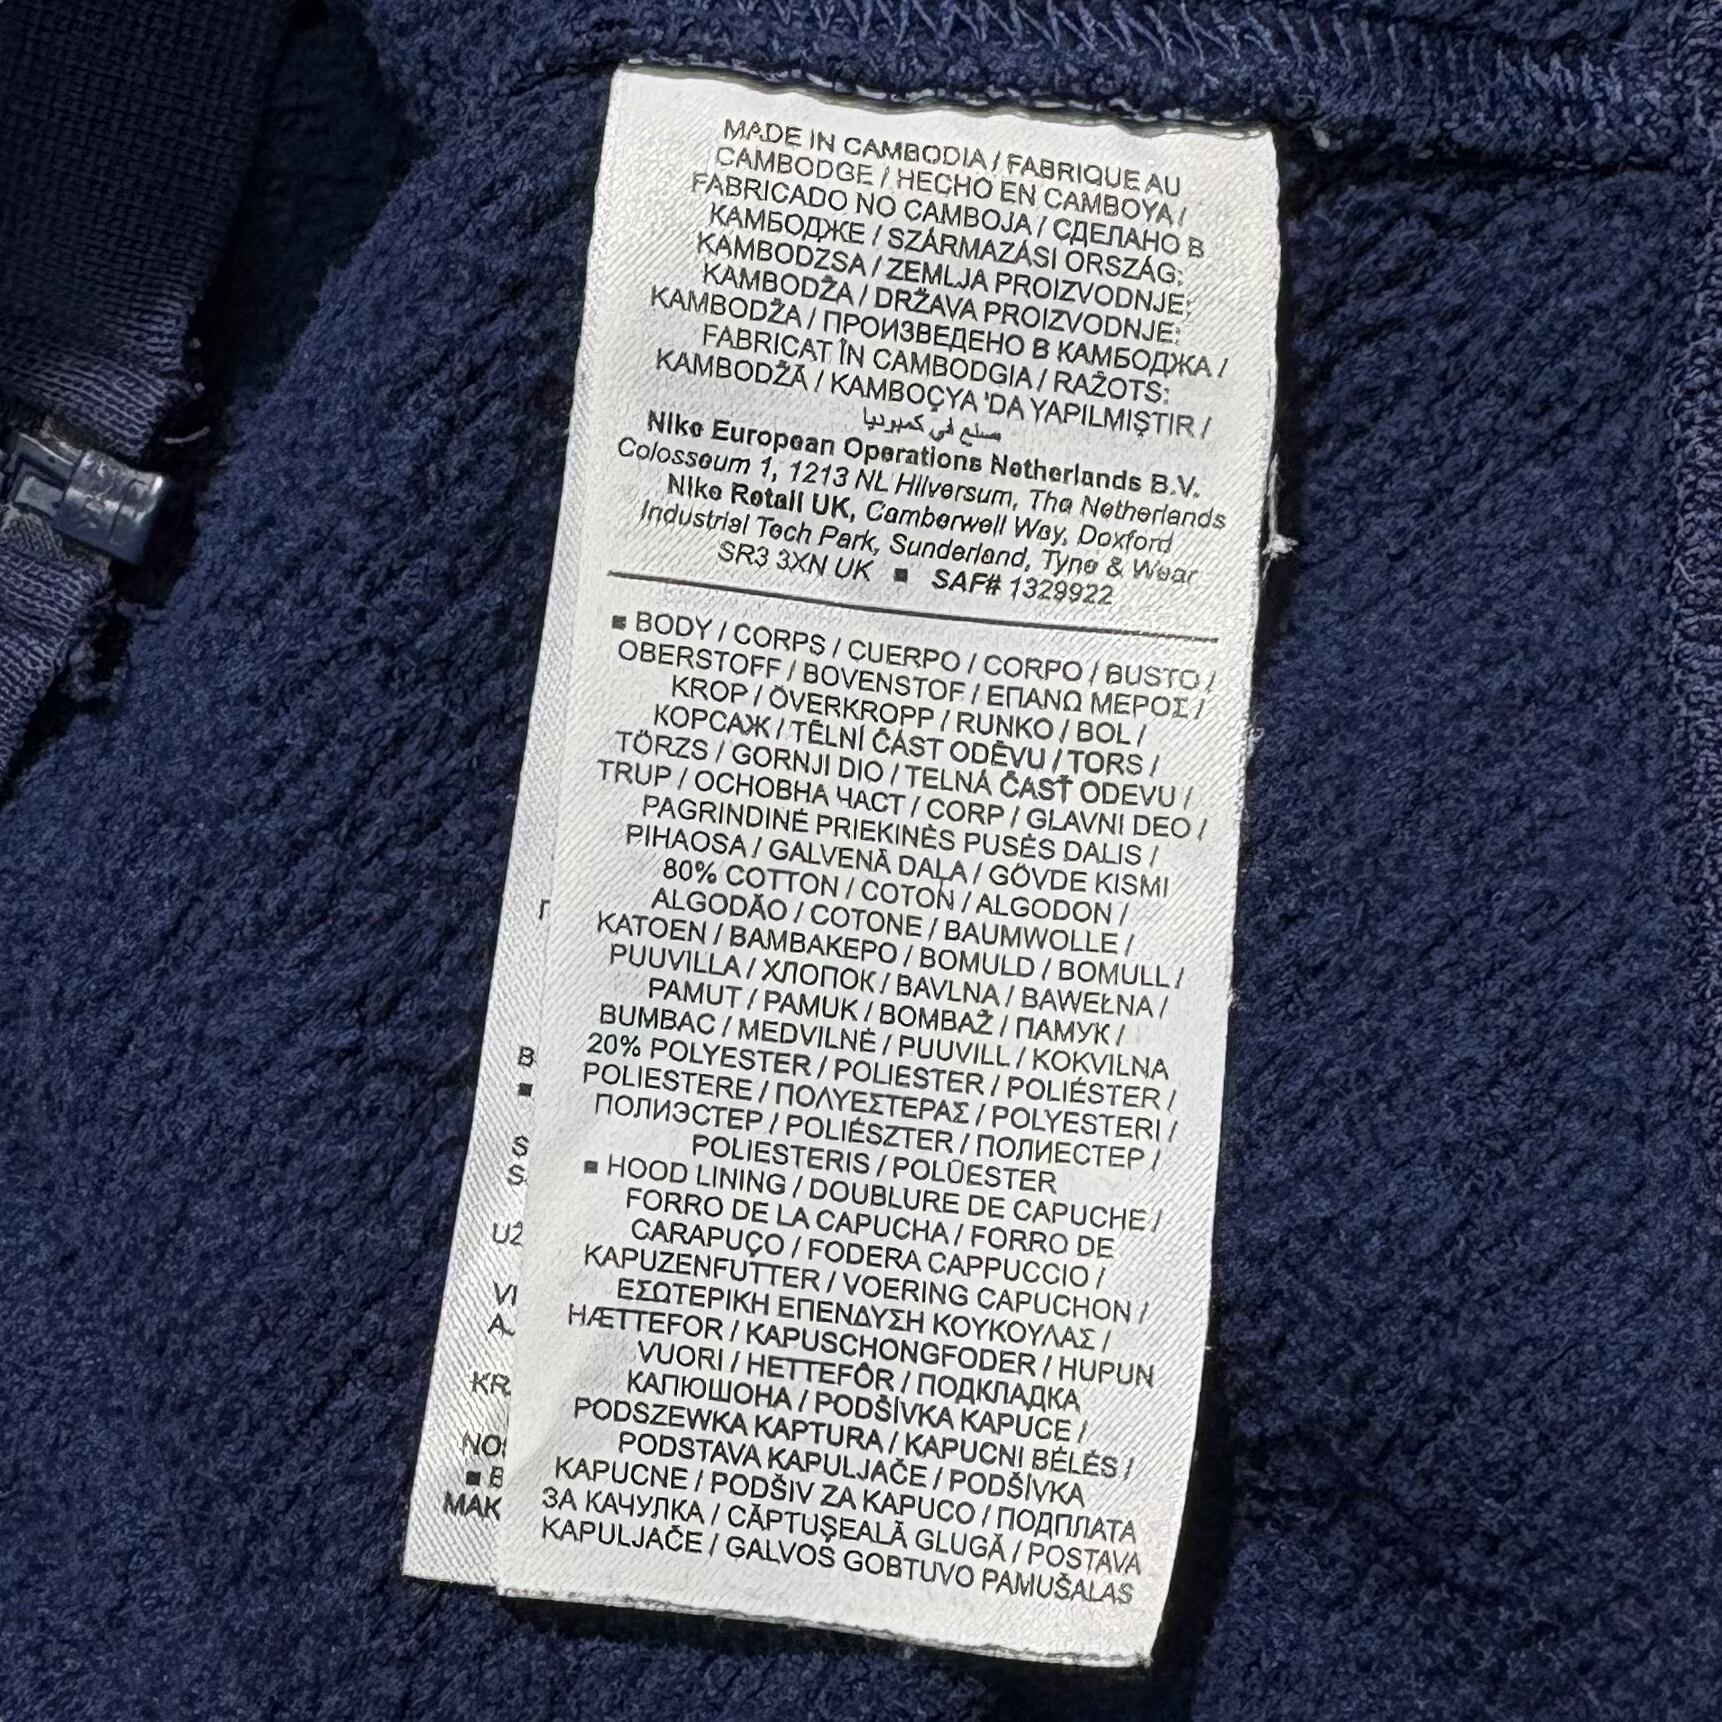 MADE IN CAMBODIA / FABRIQUE AU
CAMBODGE / HECHO EN CAMBOYA /
FABRICADO NO CAMBOJA / СДЕЛАНО В
КАМБОДЖЕ / SZÁRMAZÁSI ORSZÁG:
KAMBODZSA / ZEMLJA PROIZVODNJE:
KAMBODŽA / DRŽAVA PROIZVODNJE:
KAMBODŽA / ПРОИЗВЕДЕНО В КАМБОДЖА /
FABRICAT ÎN CAMBODGIA / RAŽOTS:
KAMBODŽĀ / KAMBOÇYA 'DA YAPILMIŞTIR /
صنع في كمبوديا
Nike European Operations Netherlands B.V.
Colosseum 1, 1213 NL Hilversum, The Netherlands
Nike Retail UK, Camberwell Way, Doxford
Industrial Tech Park, Sunderland, Tyne & Wear
SR3 3XN UK ■ SAF# 1329922
■ BODY / CORPS / CUERPO / CORPO / BUSTO /
OBERSTOFF / BOVENSTOF / ΕΠΑΝΩ ΜΕΡΟΣ /
KROP / ÖVERKROPP / RUNKO / BOL /
КОРСАЖ / TĚLNÍ ČÁST ODĚVU / TORS /
TÖRZS / GORNJI DIO / TELNÁ ČASŤ ODEVU /
TRUP / ОСНОВНА ЧАСТ / CORP / GLAVNI DEO /
PAGRINDINĖ PRIEKINĖS PUSĖS DALIS /
PIHAOSA / GALVENĀ DAĻA / GÖVDE KISMI
80% COTTON / COTON / ALGODON /
ALGODÃO / COTONE / BAUMWOLLE /
KATOEN / ΒΑΜΒΑΚΕΡΟ / BOMULD / BOMULL /
PUUVILLA / ХЛОПОК / BAVLNA / BAWEŁNA /
PAMUT / PAMUK / BOMBAŽ / ПАМУК /
BUMBAC / MEDVILNĖ / PUUVILL / KOKVILNA
20% POLYESTER / POLIESTER / POLIÉSTER /
POLIESTERE / ΠΟΛΥΕΣΤΕΡΑΣ / POLYESTERI /
ПОЛИЭСТЕР / POLIÉSZTER / ПОЛИЕСТЕР /
POLIESTERIS / POLÜESTER
■ HOOD LINING / DOUBLURE DE CAPUCHE /
FORRO DE LA CAPUCHA / FORRO DE
CARAPUÇO / FODERA CAPPUCCIO /
KAPUZENFUTTER / VOERING CAPUCHON /
ΕΣΩΤΕΡΙΚΗ ΕΠΕΝΔΥΣΗ ΚΟΥΚΟΥΛΑΣ /
HÆTTEFOR / KAPUSCHONGFODER / HUPUN
VUORI / HETTEFÔR / ПОДКЛАДКА
КАПЮШОНА / PODŠÍVKA KAPUCE /
PODSZEWKA KAPTURA / KAPUCNI BÉLÉS /
PODSTAVA KAPULJAČE / PODŠÍVKA
KAPUCNE / PODŠIV ZA KAPUCO / ПОДПЛАТА
ЗА КАЧУЛКА / CĂPTUŞEALĂ GLUGĂ / POSTAVA
KAPULJAČE / GALVOS GOBTUVO PAMUŠALAS
B
■
S
S
VI
KR
NO
■ B
MAK